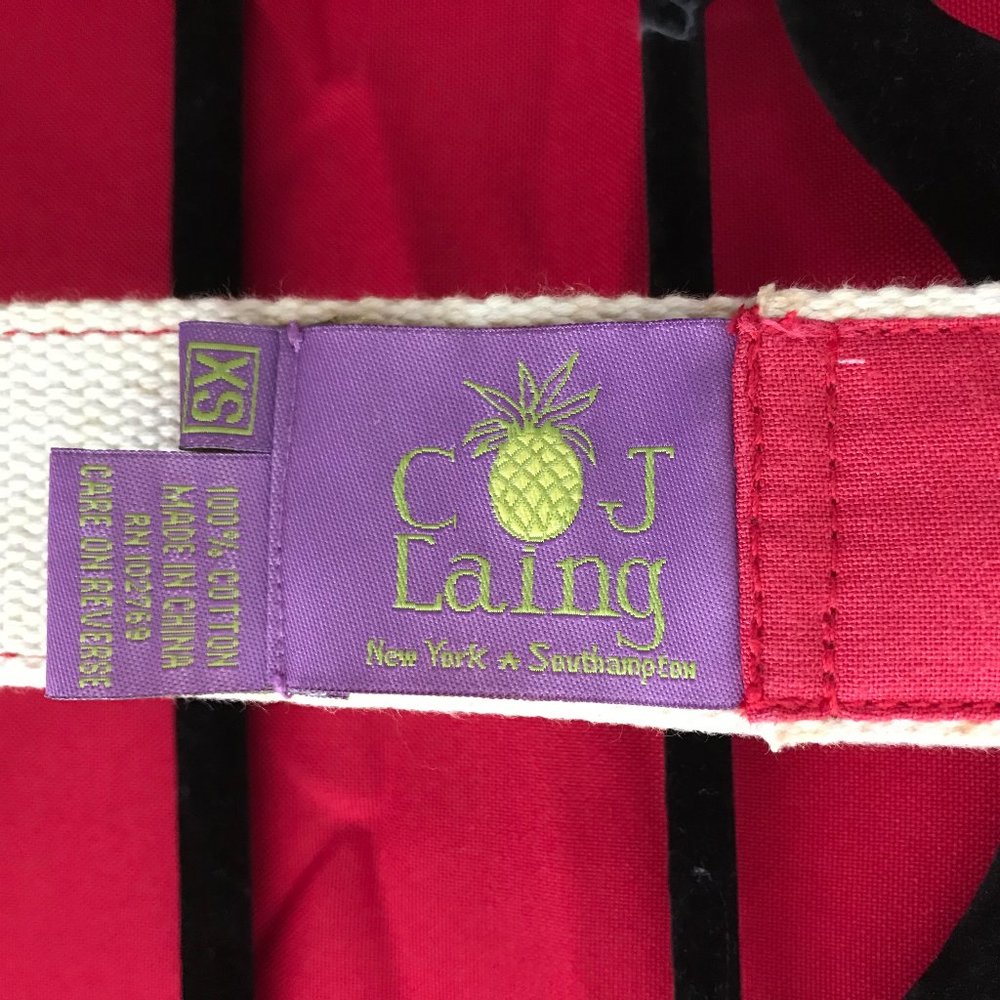 C J
Laing
New York ★ Southampton
XS
100% COTTON
MADE IN CHINA
RN 102769
CARE ON REVERSE